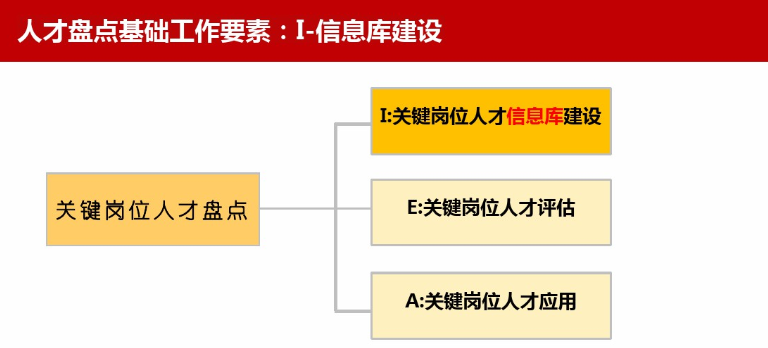 人才盘点基础工作要素：I-信息库建设
I:关键岗位人才信息库建设
关键岗位人才盘点
E:关键岗位人才评估
A:关键岗位人才应用